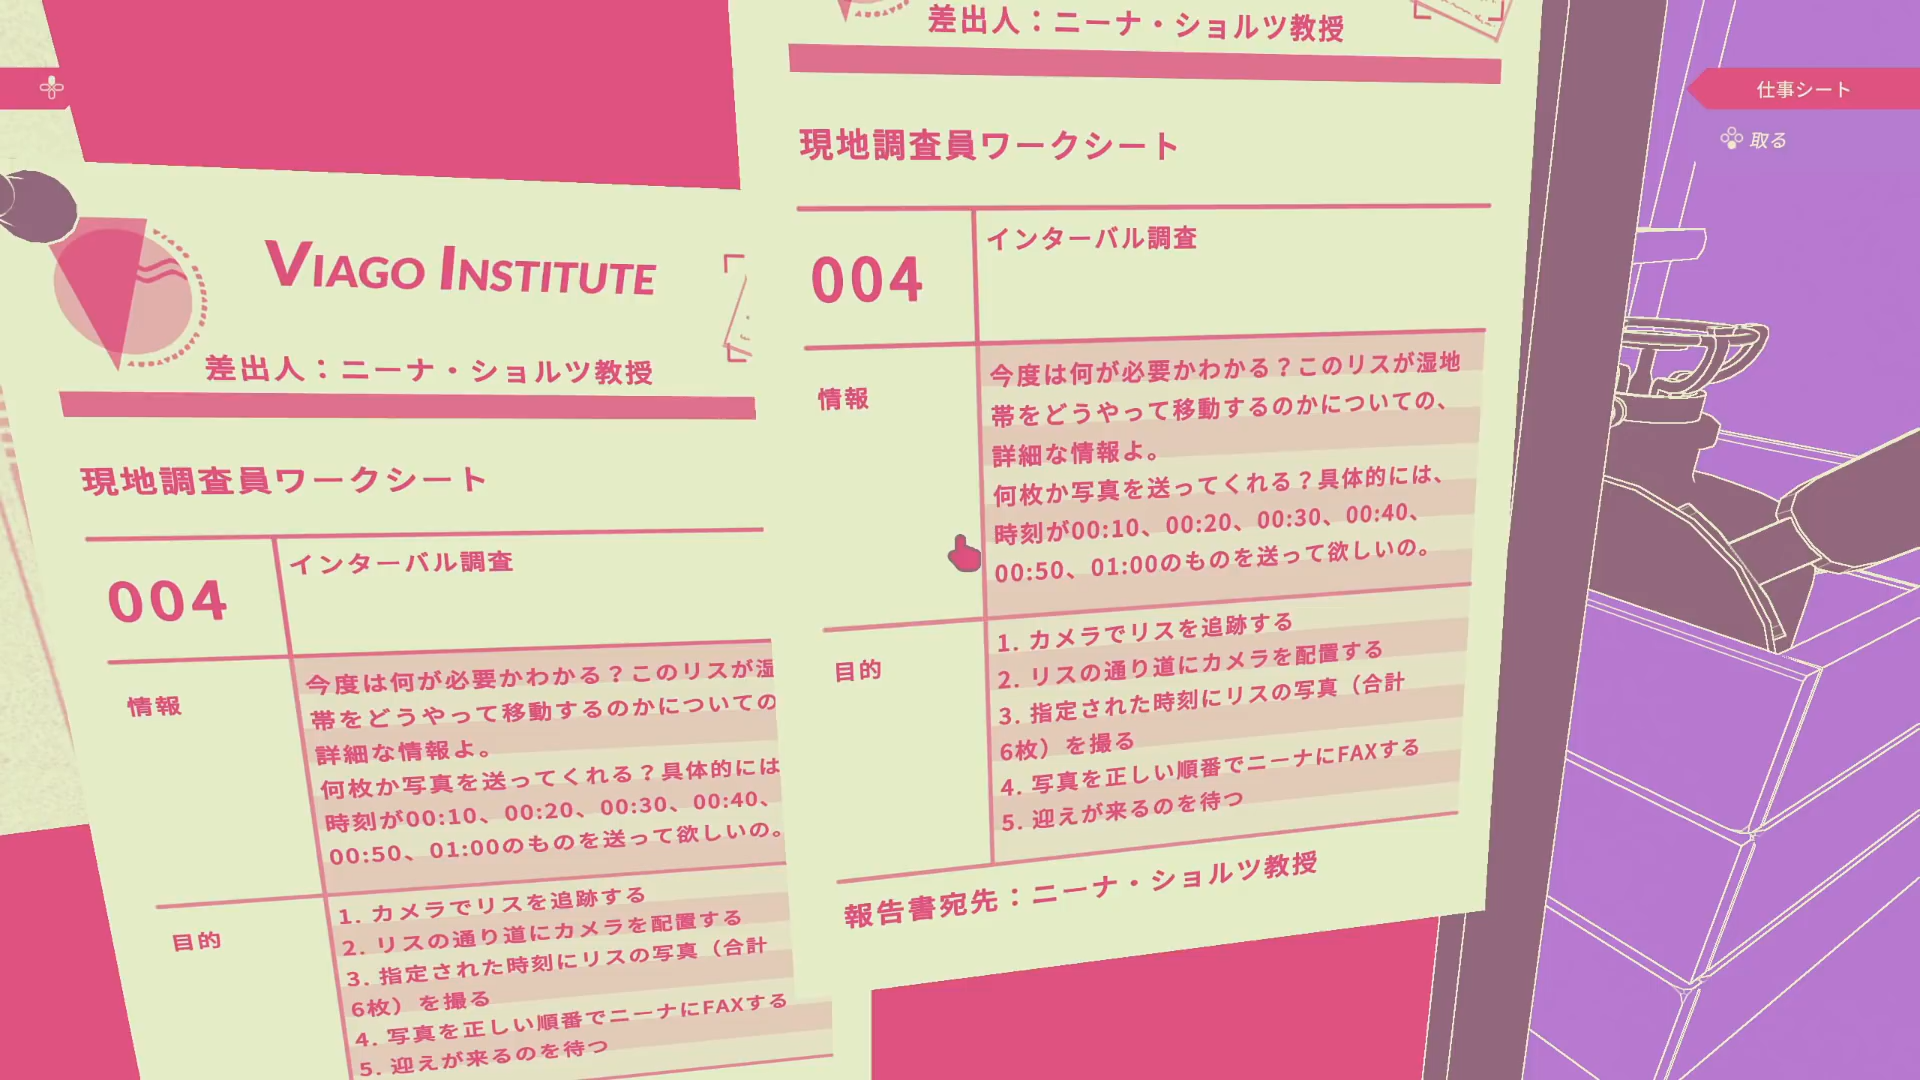 VIAGO INSTITUTE
差出人：ニーナ・ショルツ教授
現地調査員ワークシート
004
インターバル調査
情報
今度は何が必要かわかる？このリスが湿
帯をどうやって移動するのかについての
詳細な情報よ。
何枚か写真を送ってくれる？具体的には
時刻が00:10、00:20、00:30、00:40、
00:50、01:00のものを送って欲しいの。
目的
1. カメラでリスを追跡する
2. リスの通り道にカメラを配置する
3. 指定された時刻にリスの写真（合計
6枚）を撮る
4. 写真を正しい順番でニーナにFAXする
5. 迎えが来るのを待つ
差出人：ニーナ・ショルツ教授
現地調査員ワークシート
004
インターバル調査
情報
今度は何が必要かわかる？このリスが湿地
帯をどうやって移動するのかについての、
詳細な情報よ。
何枚か写真を送ってくれる？具体的には、
時刻が00:10、00:20、00:30、00:40、
00:50、01:00のものを送って欲しいの。
目的
1. カメラでリスを追跡する
2. リスの通り道にカメラを配置する
3. 指定された時刻にリスの写真（合計
6枚）を撮る
4. 写真を正しい順番でニーナにFAXする
5. 迎えが来るのを待つ
報告書宛先：ニーナ・ショルツ教授
仕事シート
取る